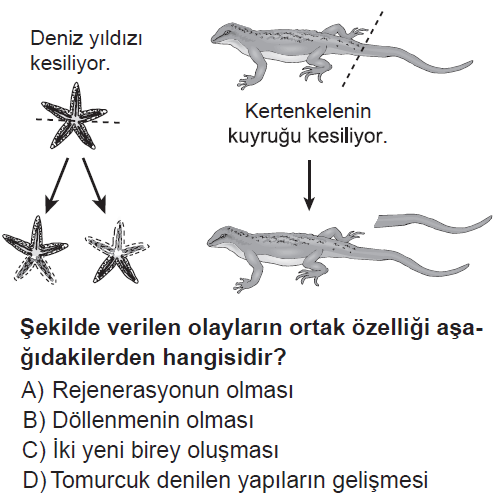 Deniz yıldızı
kesiliyor.
Kertenkelenin
kuyruğu kesiliyor.
Şekilde verilen olayların ortak özelliği aşa-
ğıdakilerden hangisidir?
A) Rejenerasyonun olması
B) Döllenmenin olması
C) İki yeni birey oluşması
D) Tomurcuk denilen yapıların gelişmesi